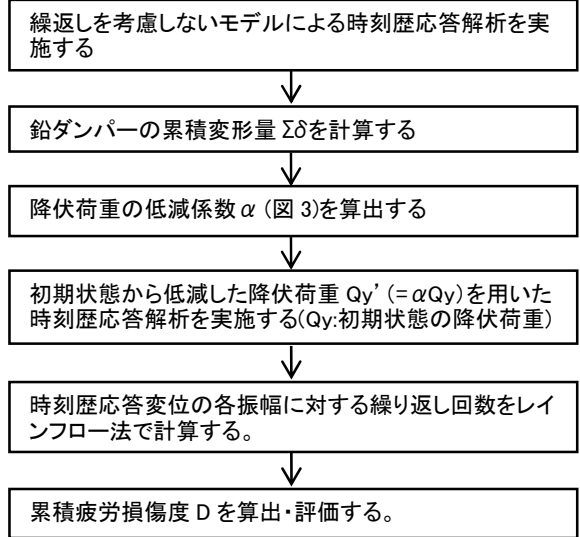 繰返しを考慮しないモデルによる時刻歴応答解析を実
施する
鉛ダンパーの累積変形量 Σδを計算する
降伏荷重の低減係数 α (図 3)を算出する
初期状態から低減した降伏荷重 Qy’ (=αQy)を用いた
時刻歴応答解析を実施する(Qy:初期状態の降伏荷重)
時刻歴応答変位の各振幅に対する繰り返し回数をレイ
ンフロー法で計算する。
累積疲労損傷度 D を算出・評価する。